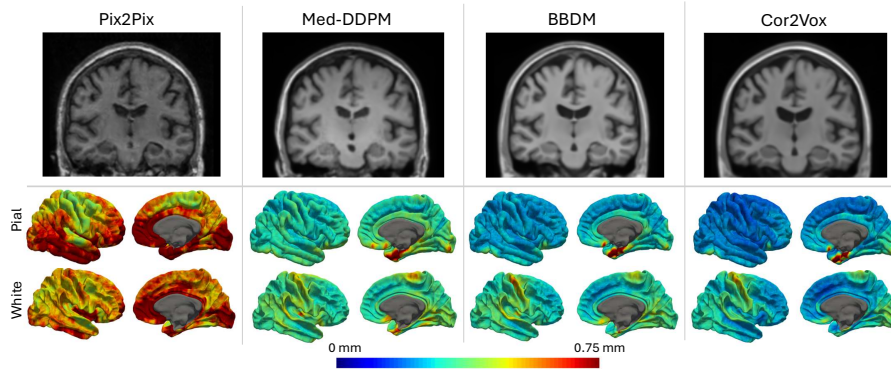 Pix2Pix Med-DDPM BBDM Cor2Vox
Pial
White
0 mm 0.75 mm